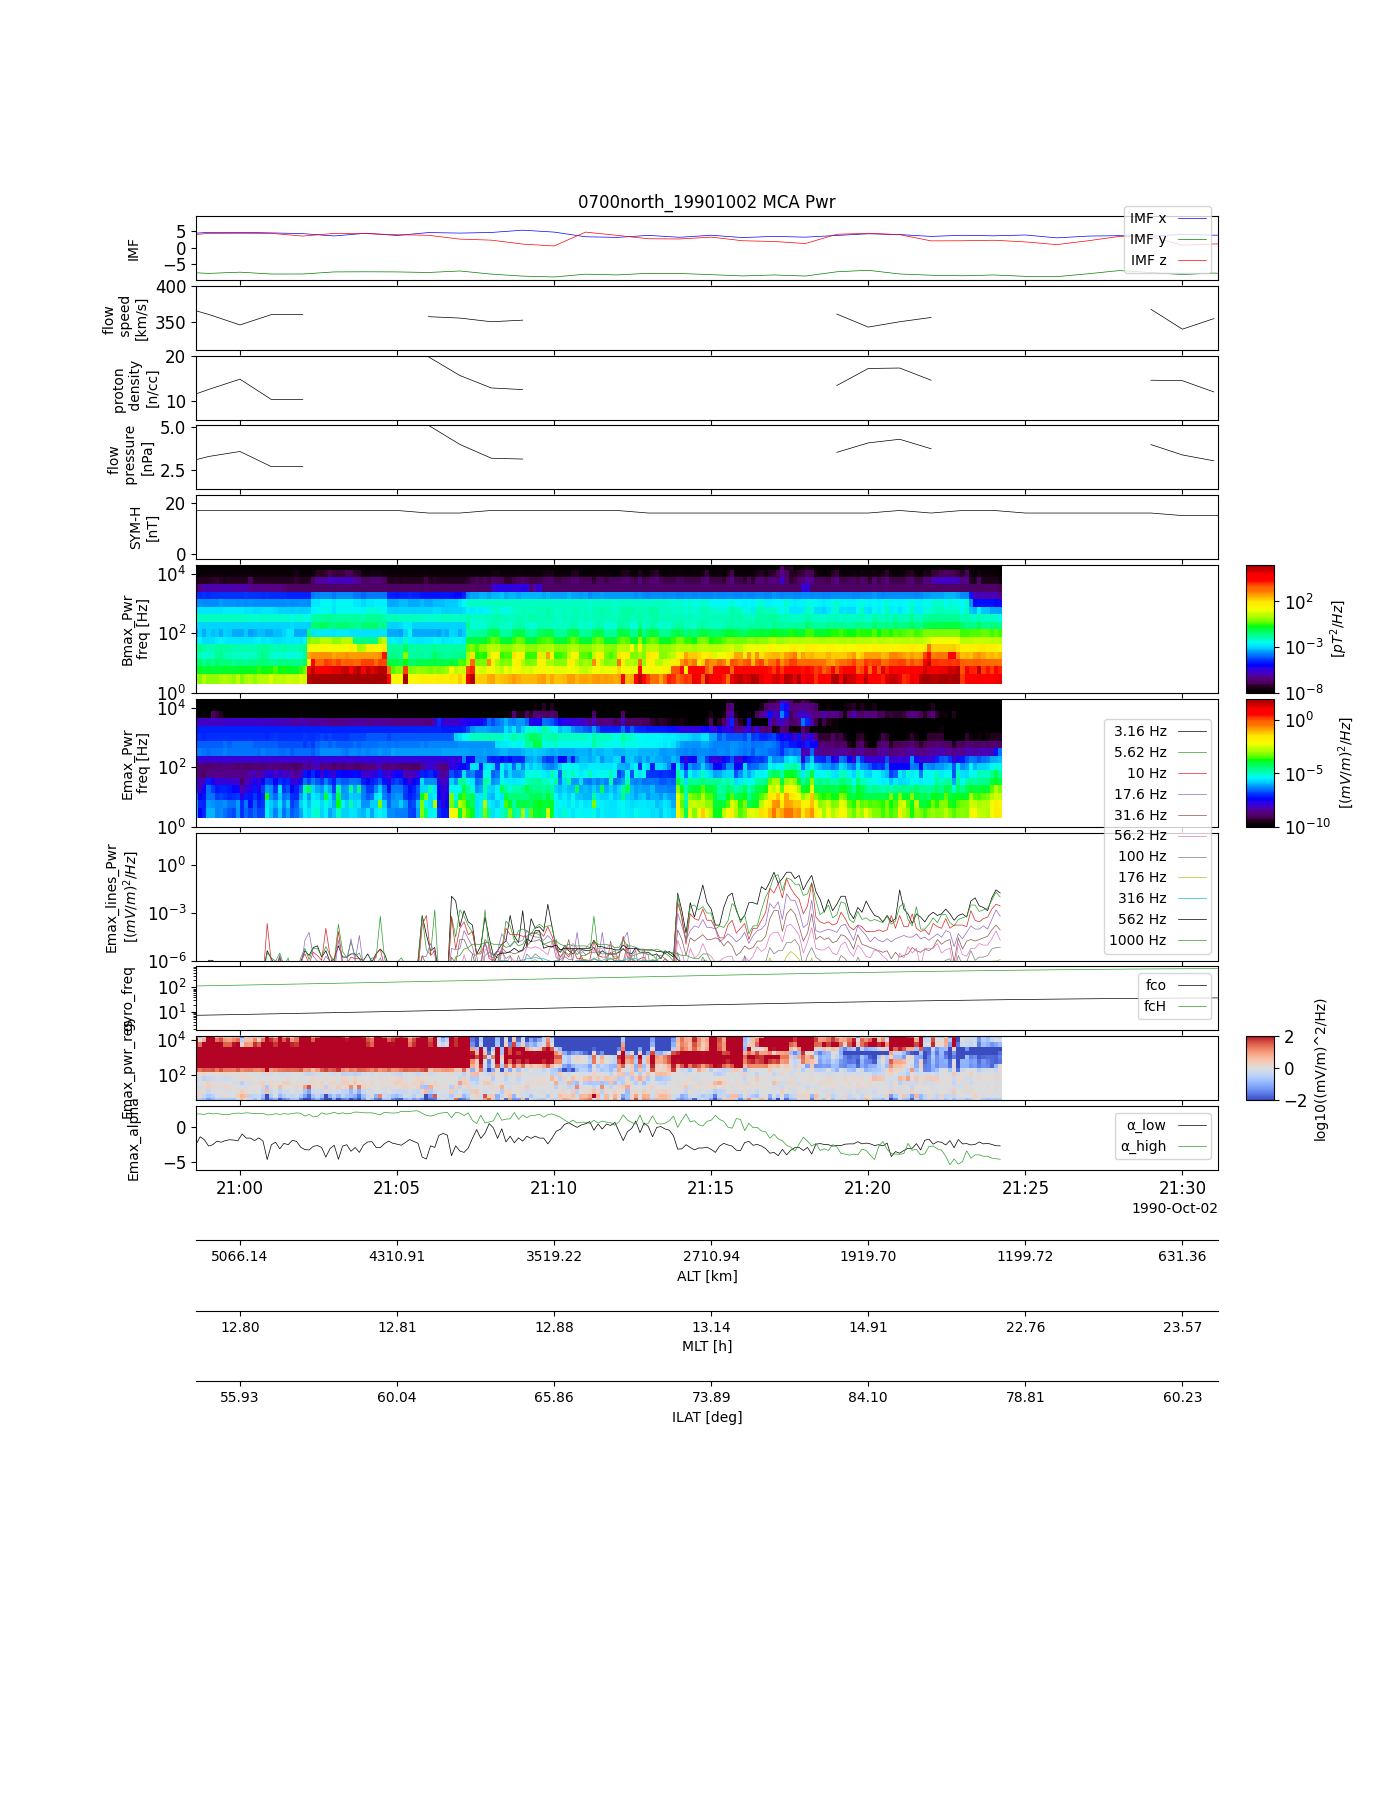 0700north_19901002 MCA Pwr
IMF
5
0
−5
IMF x
IMF y
IMF z
flow
speed
[km/s]
400
350
proton
density
[n/cc]
20
10
flow
pressure
[nPa]
5.0
2.5
SYM-H
[nT]
20
0
Bmax_Pwr
freq [Hz]
10^4
10^2
10^0
10^2
10^−3
10^−8
[pT^2/Hz]
Emax_Pwr
freq [Hz]
10^4
10^2
10^0
10^0
10^−5
10^−10
[(mV/m)^2/Hz]
3.16 Hz
5.62 Hz
10 Hz
17.6 Hz
31.6 Hz
56.2 Hz
100 Hz
176 Hz
316 Hz
562 Hz
1000 Hz
Emax_lines_Pwr
[(mV/m)^2/Hz]
10^0
10^−3
10^−6
gyro_freq
10^2
10^1
fco
fcH
Emax_pwr_res
10^4
10^2
2
0
−2
log10((mV/m)^2/Hz)
Emax_alpha
0
−5
α_low
α_high
21:00 21:05 21:10 21:15 21:20 21:25 21:30
1990-Oct-02
5066.14 4310.91 3519.22 2710.94 1919.70 1199.72 631.36
ALT [km]
12.80 12.81 12.88 13.14 14.91 22.76 23.57
MLT [h]
55.93 60.04 65.86 73.89 84.10 78.81 60.23
ILAT [deg]